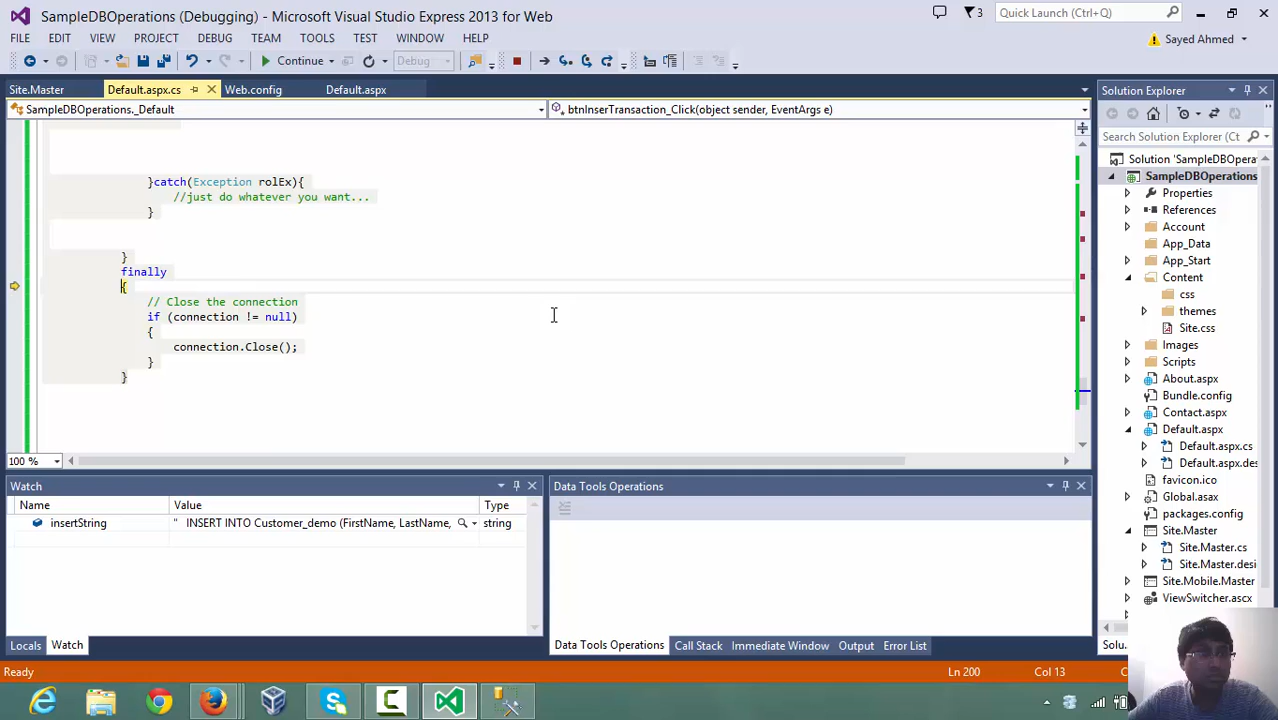 SampleDBOperations (Debugging) - Microsoft Visual Studio Express 2013 for Web
3
Quick Launch (Ctrl+Q)
FILE EDIT VIEW PROJECT DEBUG TEAM TOOLS TEST WINDOW HELP
Sayed Ahmed
Continue
Debug
Site.Master
Default.aspx.cs
Web.config
Default.aspx
SampleDBOperations._Default
btnInserTransaction_Click(object sender, EventArgs e)
}catch(Exception rolEx){
//just do whatever you want...
}
}
finally
{
// Close the connection
if (connection != null)
{
connection.Close();
}
}
100 %
Solution Explorer
Search Solution Explorer (Ct
Solution 'SampleDBOpera
SampleDBOperations
Properties
References
Account
App_Data
App_Start
Content
css
themes
Site.css
Images
Scripts
About.aspx
Bundle.config
Contact.aspx
Default.aspx
Default.aspx.cs
Default.aspx.des
favicon.ico
Global.asax
packages.config
Site.Master
Site.Master.cs
Site.Master.desi
Site.Mobile.Master
ViewSwitcher.ascx
Solu...
Watch
Name Value Type
insertString " INSERT INTO Customer_demo (FirstName, LastName, string
Locals Watch
Data Tools Operations
Data Tools Operations Call Stack Immediate Window Output Error List
Ready
Ln 200
Col 13